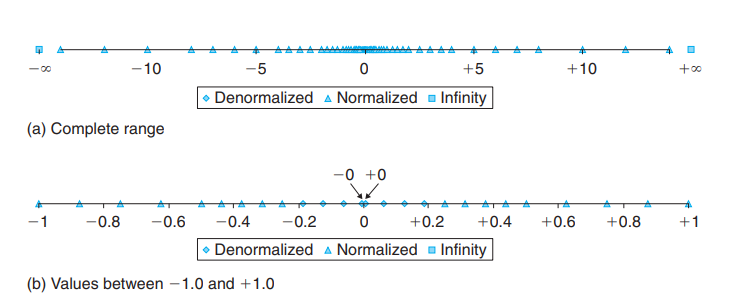 −∞ −10 −5 0 +5 +10 +∞
Denormalized Normalized Infinity
(a) Complete range
−0 +0
−1 −0.8 −0.6 −0.4 −0.2 0 +0.2 +0.4 +0.6 +0.8 +1
Denormalized Normalized Infinity
(b) Values between −1.0 and +1.0